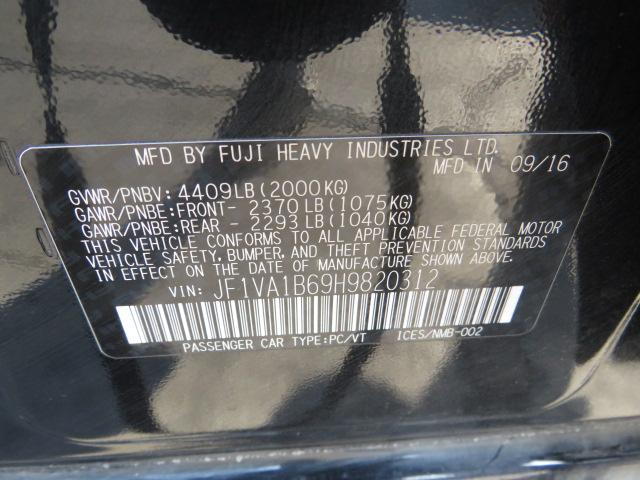 MFD BY FUJI HEAVY INDUSTRIES LTD.
MFD IN 09/16
GVWR/PNBV: 4409LB(2000KG)
GAWR/PNBE:FRONT- 2370LB(1075KG)
GAWR/PNBE:REAR - 2293LB(1040KG)
THIS VEHICLE CONFORMS TO ALL APPLICABLE FEDERAL MOTOR
VEHICLE SAFETY, BUMPER, AND THEFT PREVENTION STANDARDS
IN EFFECT ON THE DATE OF MANUFACTURE SHOWN ABOVE.
VIN: JF1VA1B69H9820312
PASSENGER CAR TYPE:PC/VT ICES/NMB-002